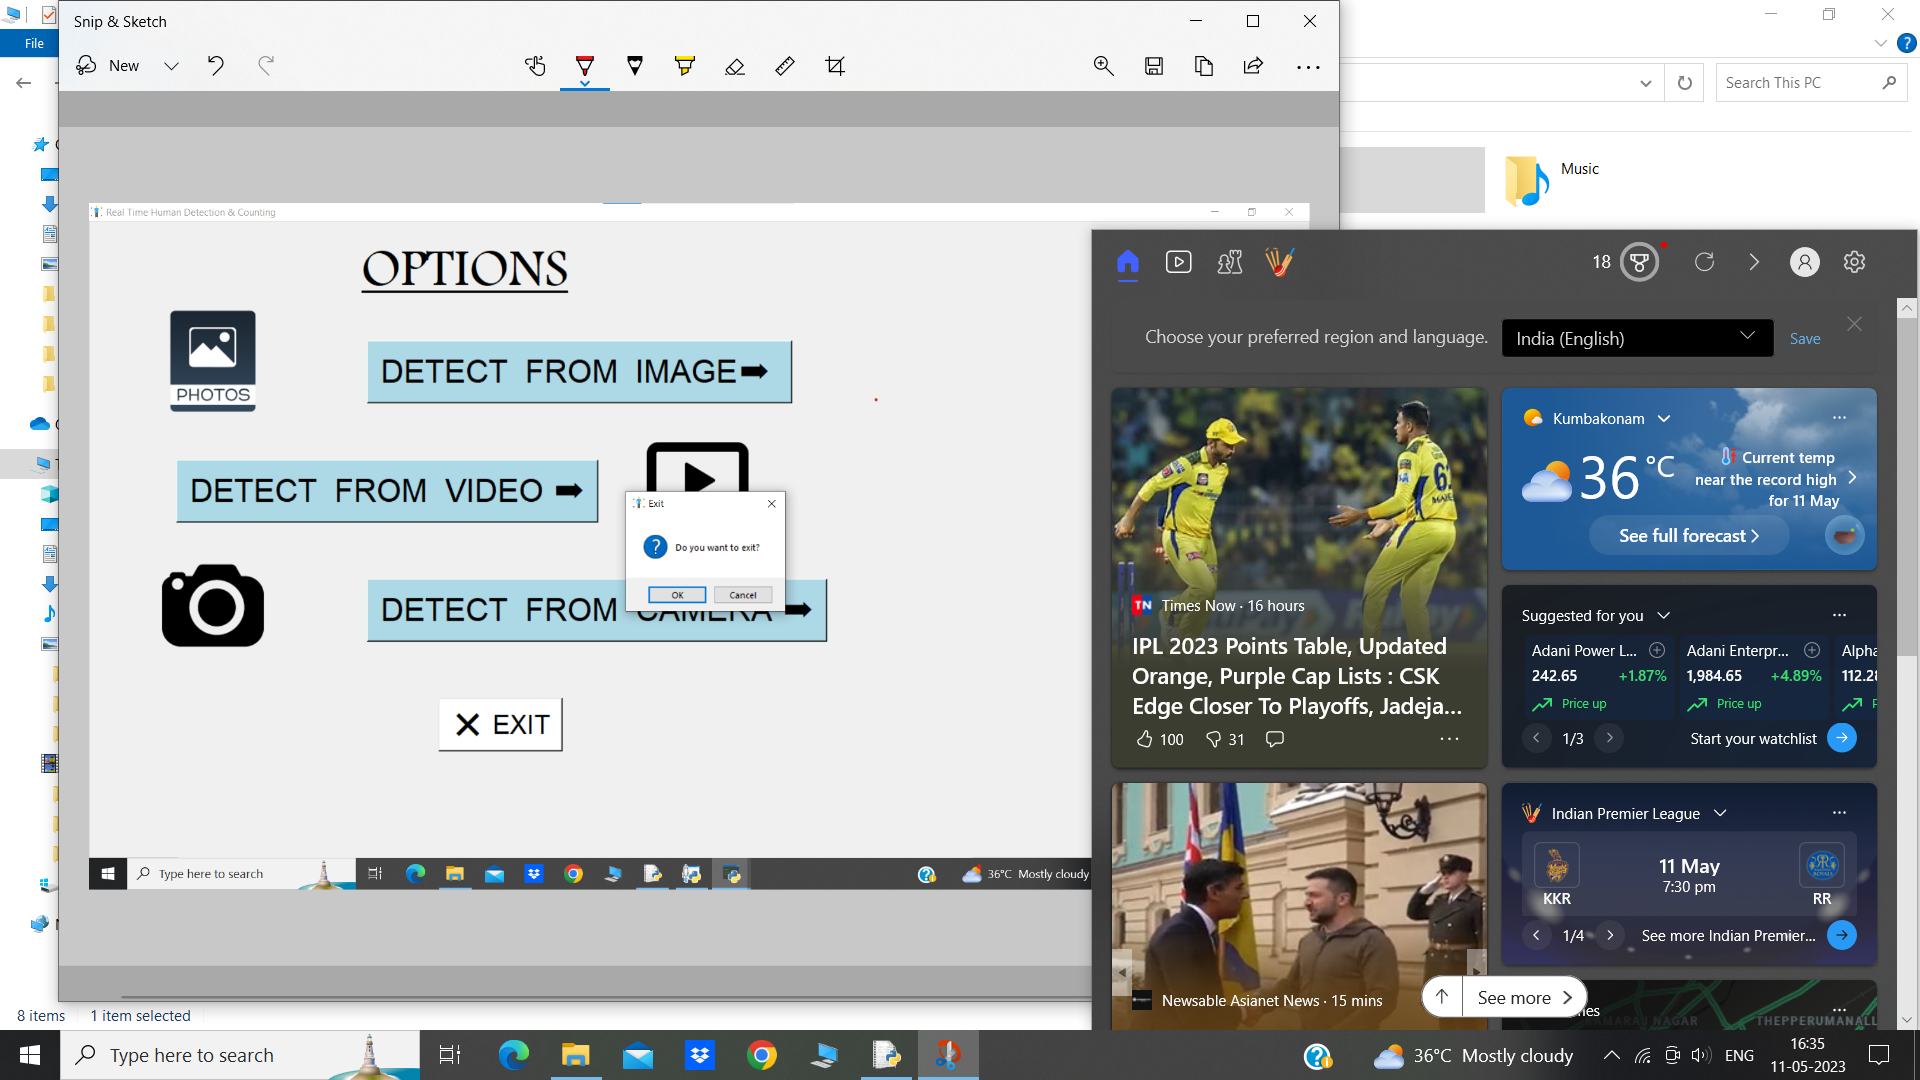 Snip & Sketch
File
New
Search This PC
Music
Real Time Human Detection & Counting
OPTIONS
PHOTOS
DETECT FROM IMAGE
DETECT FROM VIDEO
Exit
Do you want to exit?
OK
Cancel
DETECT FROM CAMERA
EXIT
Type here to search
36°C Mostly cloudy
18
Choose your preferred region and language.
India (English)
Save
TN Times Now · 16 hours
IPL 2023 Points Table, Updated
Orange, Purple Cap Lists : CSK
Edge Closer To Playoffs, Jadeja...
100
31
Kumbakonam
36 °C
Current temp
near the record high
for 11 May
See full forecast
Suggested for you
Adani Power L...
242.65 +1.87%
Price up
Adani Enterpr...
1,984.65 +4.89%
Price up
Alpha
112.28
1/3
Start your watchlist
Indian Premier League
KKR
11 May
7:30 pm
RR
1/4
See more Indian Premier...
Newsable Asianet News · 15 mins
See more
THEPPERUMANALL
8 items
1 item selected
Type here to search
36°C Mostly cloudy
ENG
16:35
11-05-2023